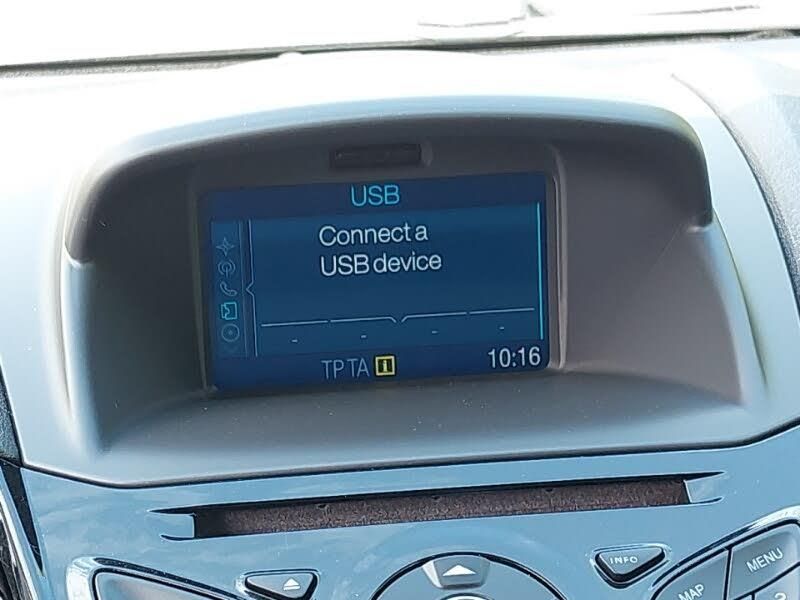 USB
Connect a
USB device
TP TA i 10:16
INFO
MAP
MENU